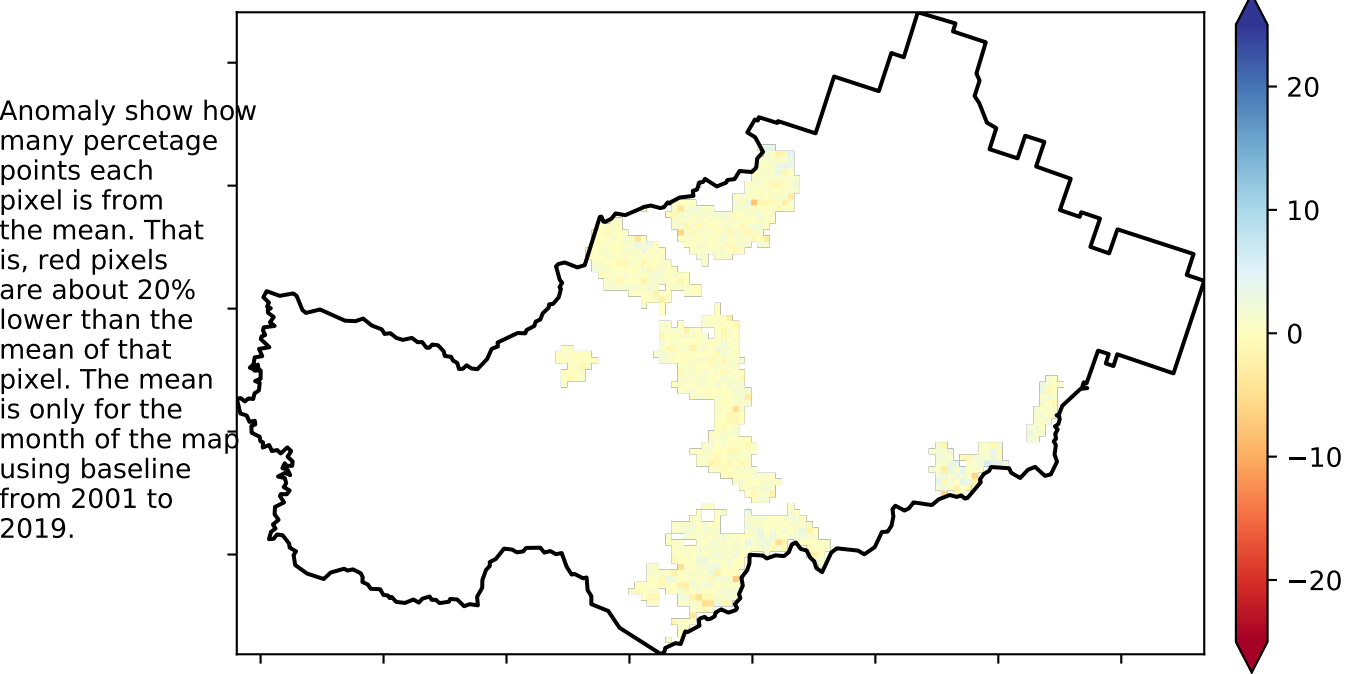 Anomaly show how
many percetage
points each
pixel is from
the mean. That
is, red pixels
are about 20%
lower than the
mean of that
pixel. The mean
is only for the
month of the map
using baseline
from 2001 to
2019.
20
10
0
−10
−20